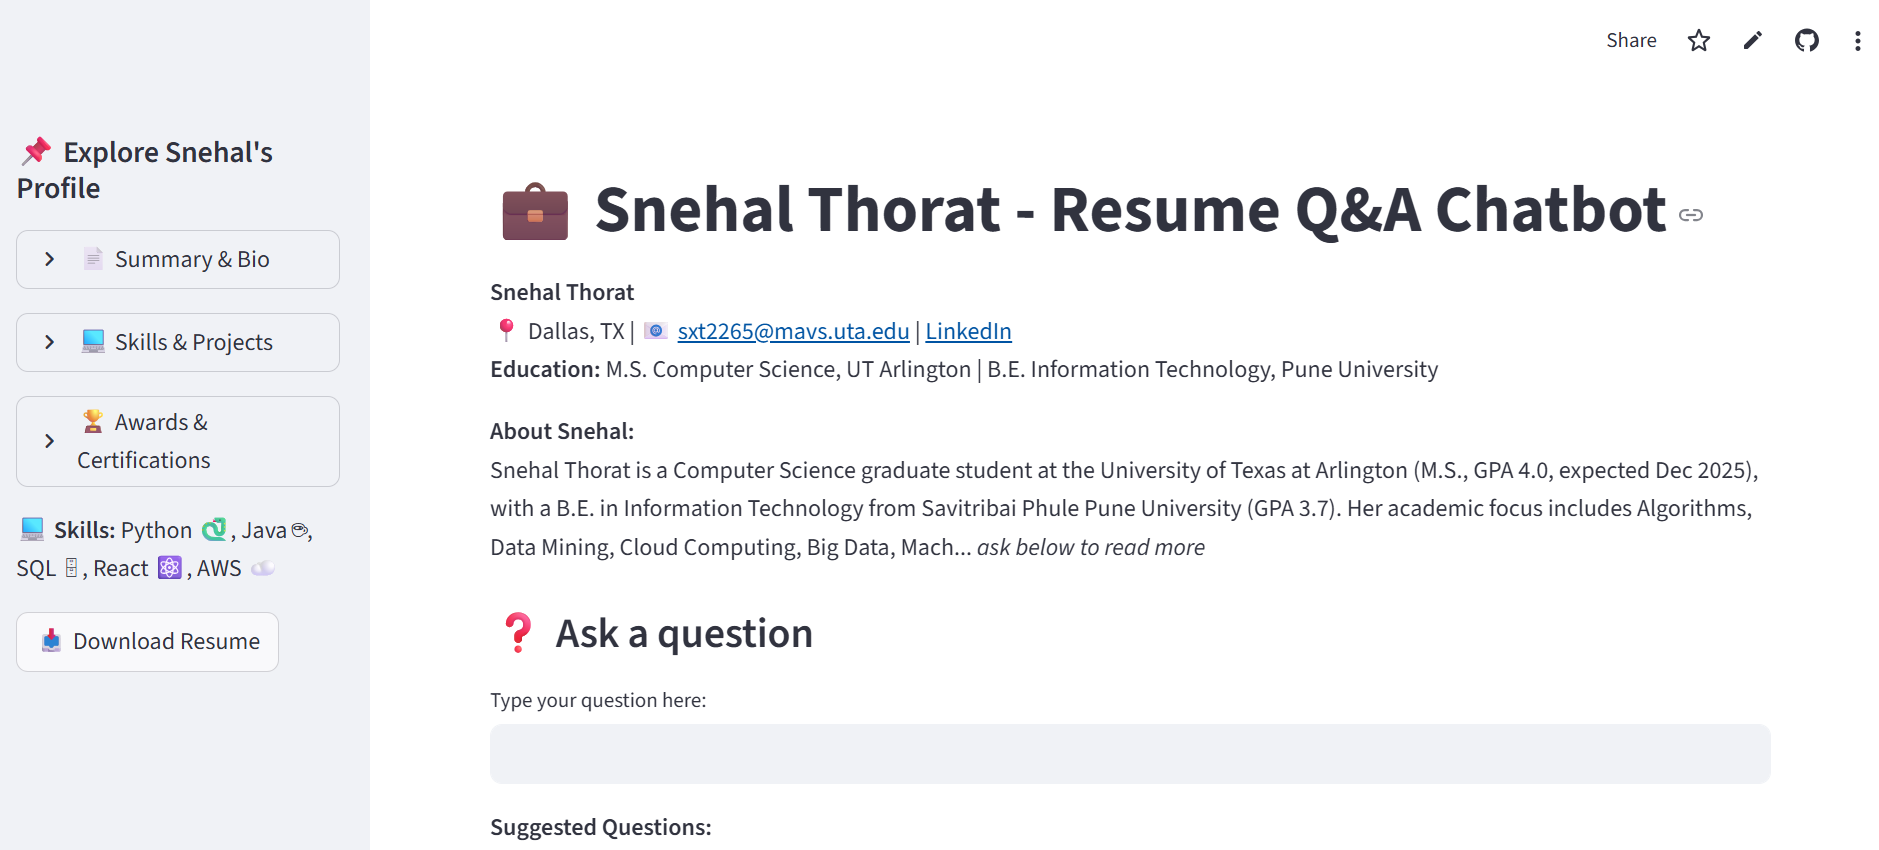 Share
📌 Explore Snehal's
Profile
📄 Summary & Bio
💻 Skills & Projects
🏆 Awards &
Certifications
💻 Skills: Python 🐍, Java ☕,
SQL 🗄, React ⚛️, AWS ☁️
📥 Download Resume
💼 Snehal Thorat - Resume Q&A Chatbot
Snehal Thorat
📍 Dallas, TX | 📧 sxt2265@mavs.uta.edu | LinkedIn
Education: M.S. Computer Science, UT Arlington | B.E. Information Technology, Pune University
About Snehal:
Snehal Thorat is a Computer Science graduate student at the University of Texas at Arlington (M.S., GPA 4.0, expected Dec 2025),
with a B.E. in Information Technology from Savitribai Phule Pune University (GPA 3.7). Her academic focus includes Algorithms,
Data Mining, Cloud Computing, Big Data, Mach... ask below to read more
❓ Ask a question
Type your question here:
Suggested Questions: